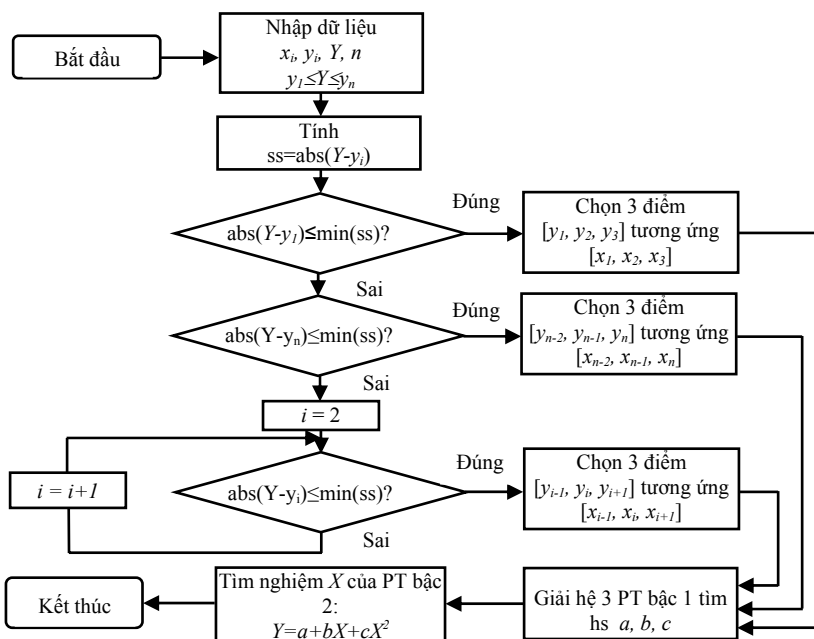 Bắt đầu
Nhập dữ liệu
xᵢ, yᵢ, Y, n
y₁≤Y≤yₙ
Tính
ss=abs(Y-yᵢ)
abs(Y-y₁)≤min(ss)?
Đúng
Chọn 3 điểm
[y₁, y₂, y₃] tương ứng
[x₁, x₂, x₃]
Sai
abs(Y-yₙ)≤min(ss)?
Đúng
Chọn 3 điểm
[yₙ₋₂, yₙ₋₁, yₙ] tương ứng
[xₙ₋₂, xₙ₋₁, xₙ]
Sai
i = 2
i = i+1
abs(Y-yᵢ)≤min(ss)?
Đúng
Chọn 3 điểm
[yᵢ₋₁, yᵢ, yᵢ₊₁] tương ứng
[xᵢ₋₁, xᵢ, xᵢ₊₁]
Sai
Giải hệ 3 PT bậc 1 tìm
hs a, b, c
Tìm nghiệm X của PT bậc
2:
Y=a+bX+cX²
Kết thúc